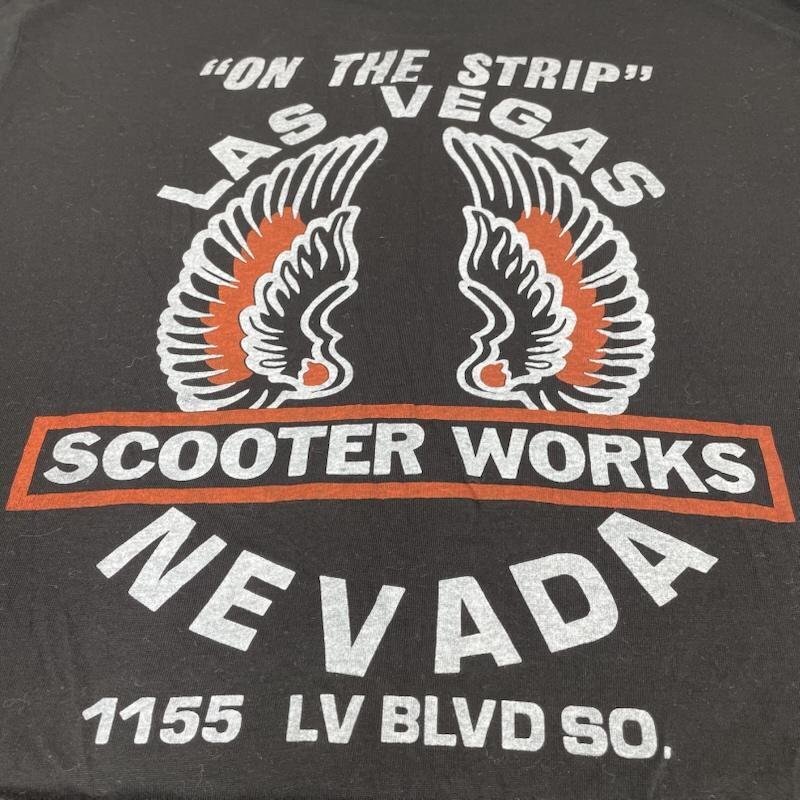 "ON THE STRIP"
LAS VEGAS
SCOOTER WORKS
NEVADA
1155 LV BLVD SO.